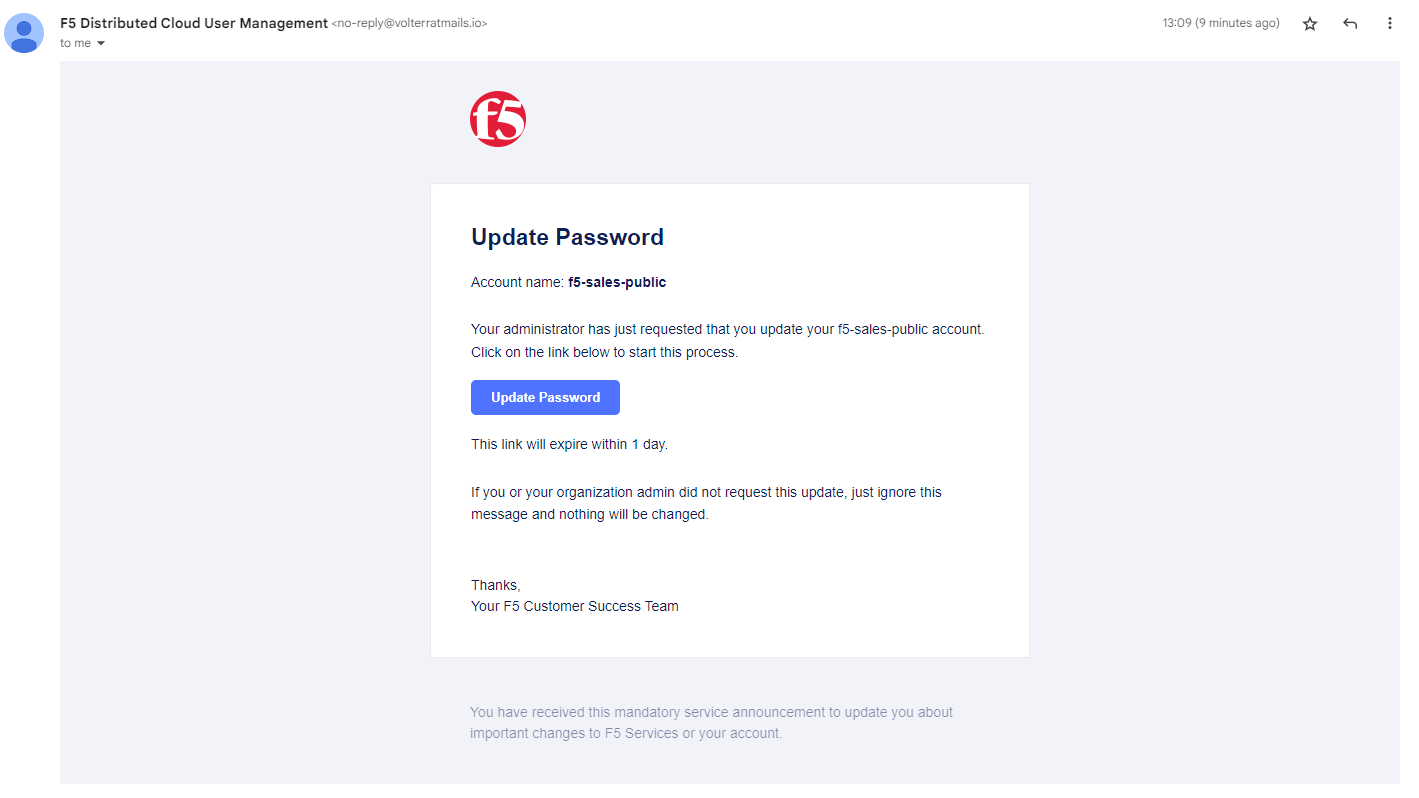 F5 Distributed Cloud User Management <no-reply@volterratmails.io>
13:09 (9 minutes ago)
to me
f5
Update Password
Account name: f5-sales-public
Your administrator has just requested that you update your f5-sales-public account.
Click on the link below to start this process.
Update Password
This link will expire within 1 day.
If you or your organization admin did not request this update, just ignore this
message and nothing will be changed.
Thanks,
Your F5 Customer Success Team
You have received this mandatory service announcement to update you about
important changes to F5 Services or your account.